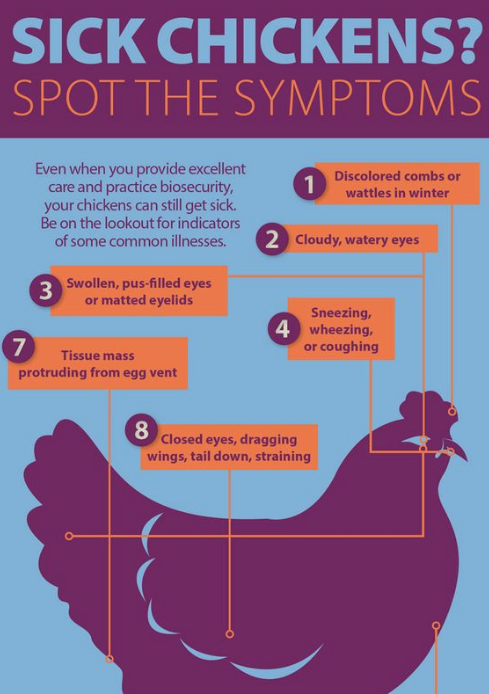 SICK CHICKENS?
SPOT THE SYMPTOMS
Even when you provide excellent
care and practice biosecurity,
your chickens can still get sick.
Be on the lookout for indicators
of some common illnesses.
1
Discolored combs or
wattles in winter
2
Cloudy, watery eyes
3
Swollen, pus-filled eyes
or matted eyelids
4
Sneezing,
wheezing,
or coughing
7
Tissue mass
protruding from egg vent
8
Closed eyes, dragging
wings, tail down, straining